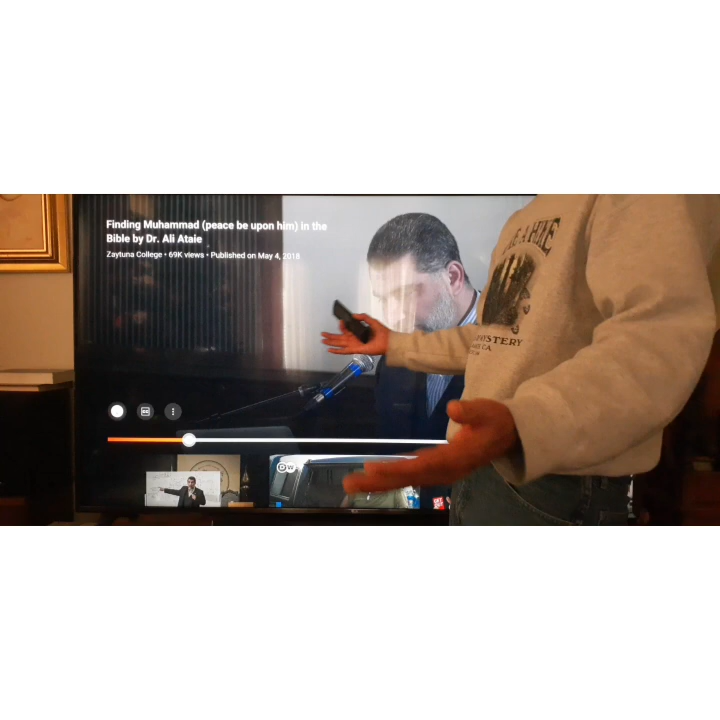 Finding Muhammad (peace be upon him) in the
Bible by Dr. Ali Ataie
Zaytuna College • 69K views • Published on May 4, 2018
CC
DW